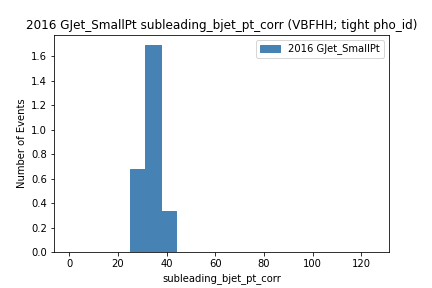 2016 GJet_SmallPt subleading_bjet_pt_corr (VBFHH; tight pho_id)
2016 GJet_SmallPt
Number of Events
1.6
1.4
1.2
1.0
0.8
0.6
0.4
0.2
0.0
0 20 40 60 80 100 120
subleading_bjet_pt_corr